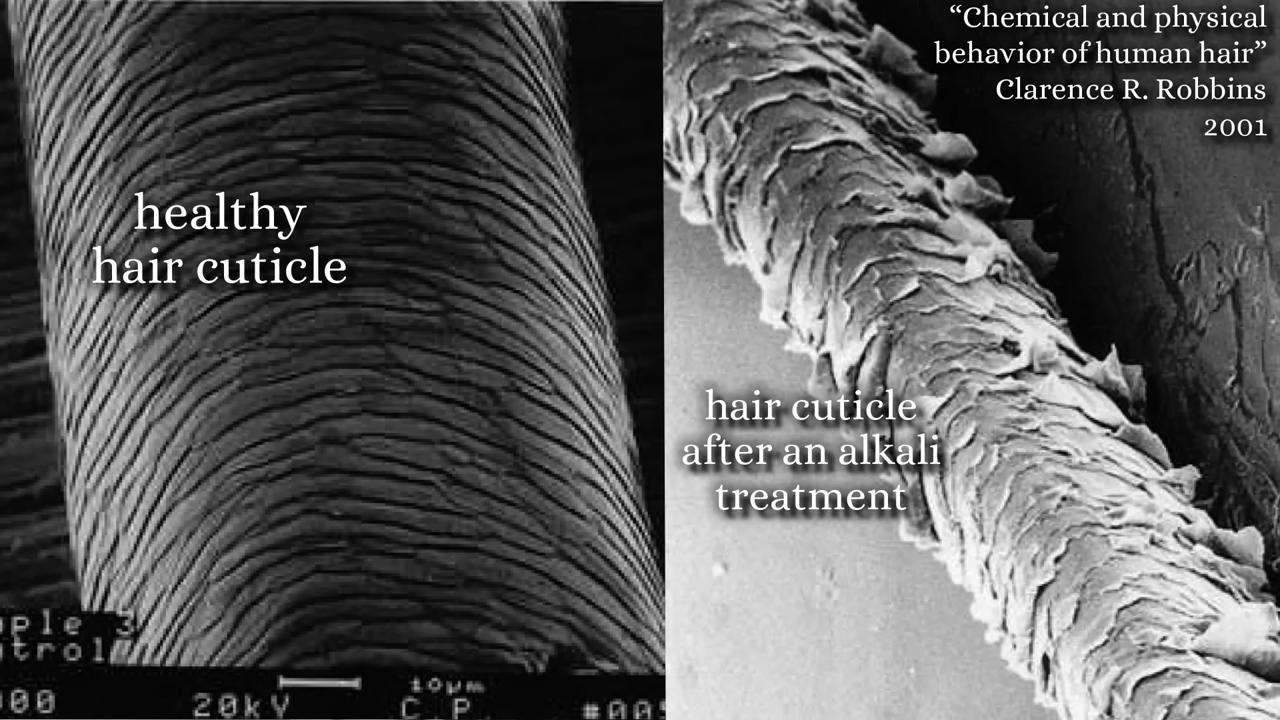 healthy
hair cuticle
20kV
10μm
C.P.
“Chemical and physical
behavior of human hair”
Clarence R. Robbins
2001
hair cuticle
after an alkali
treatment